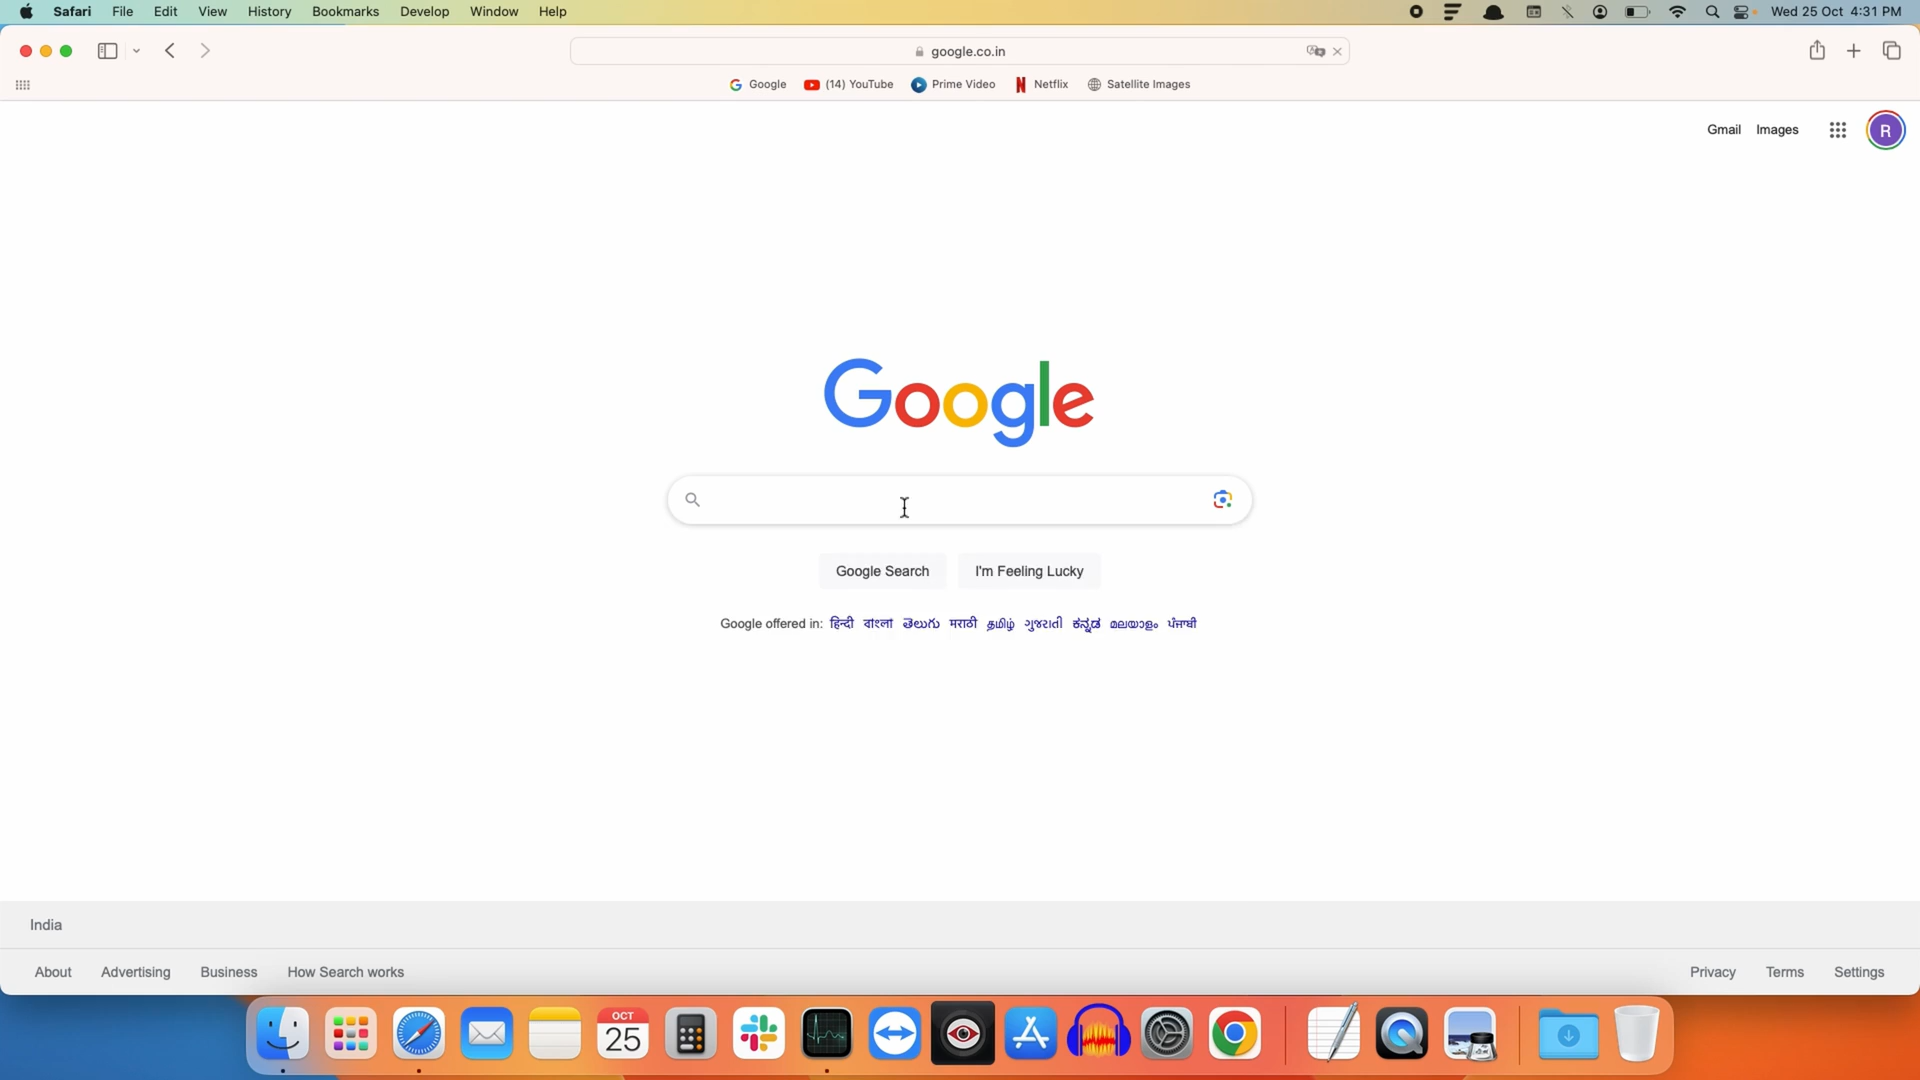 Safari File Edit View History Bookmarks Develop Window Help Wed 25 Oct 4:31 PM
google.co.in
Google (14) YouTube Prime Video Netflix Satellite Images
Gmail Images R
Google
Google Search I'm Feeling Lucky
Google offered in: हिन्दी বাংলা తెలుగు मराठी தமிழ் ગુજરાતી ಕನ್ನಡ മലയാളം ਪੰਜਾਬੀ
India
About Advertising Business How Search works Privacy Terms Settings
OCT
25